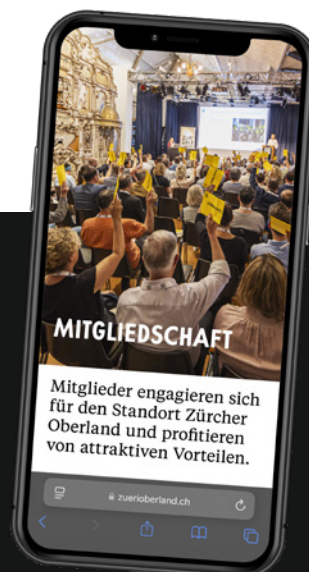 MITGLIEDSCHAFT
Mitglieder engagieren sich
für den Standort Zürcher
Oberland und profitieren
von attraktiven Vorteilen.
zuerioberland.ch